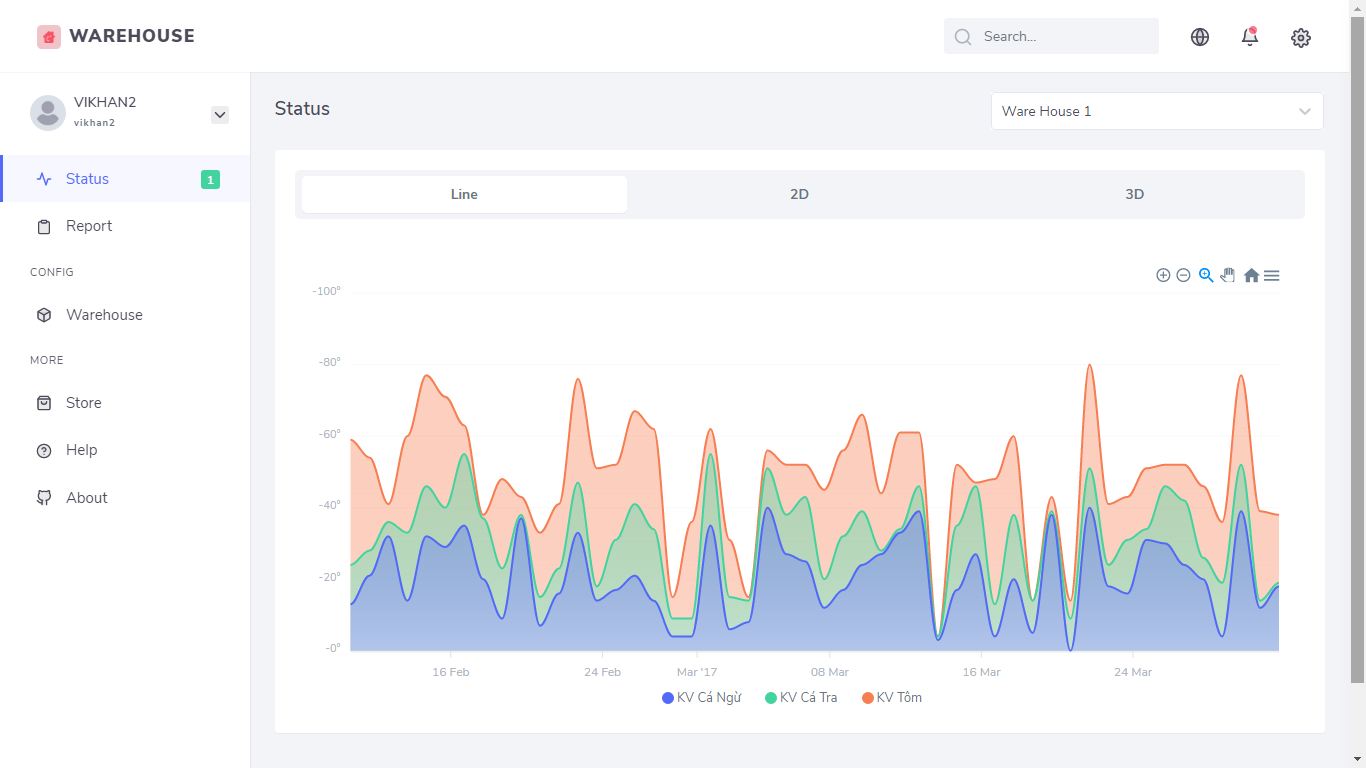 WAREHOUSE
Search...
VIKHAN2
vikhan2
Status
1
Report
CONFIG
Warehouse
MORE
Store
Help
About
Status
Ware House 1
Line 2D 3D
-100°
-80°
-60°
-40°
-20°
-0°
16 Feb 24 Feb Mar '17 08 Mar 16 Mar 24 Mar
KV Cá Ngừ KV Cá Tra KV Tôm